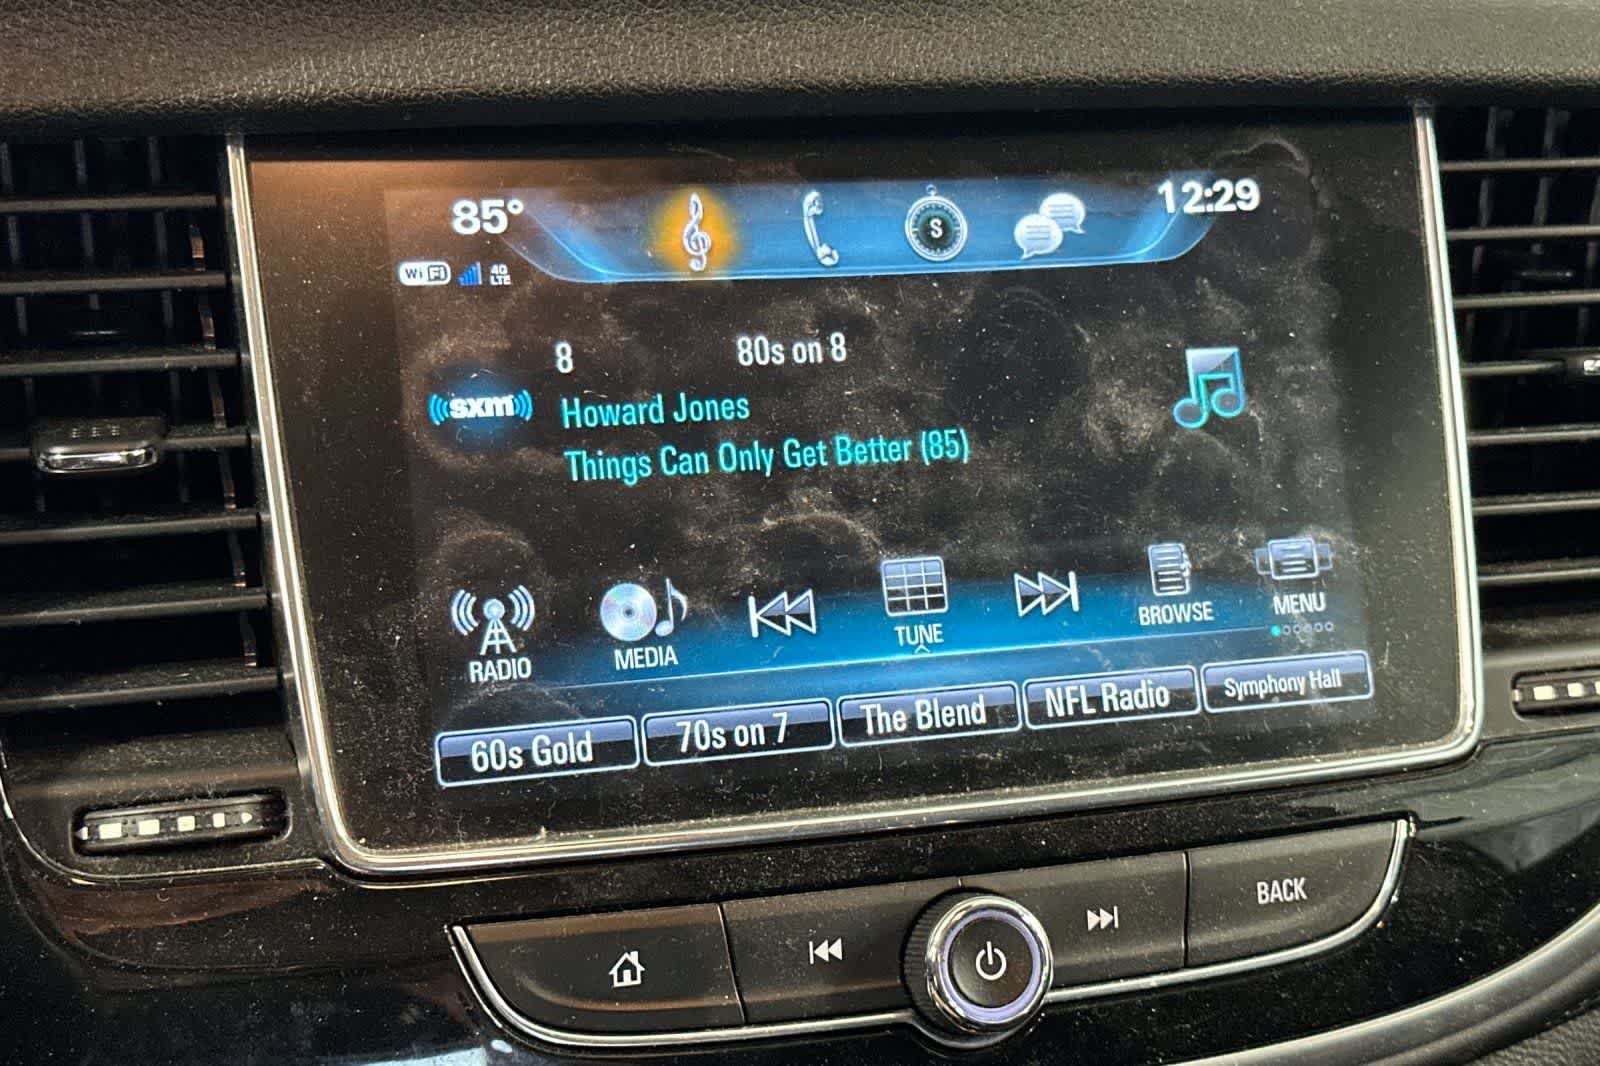 85°
12:29
S
WiFi 4G LTE
8 80s on 8
sxm
Howard Jones
Things Can Only Get Better (85)
RADIO MEDIA TUNE BROWSE MENU
60s Gold 70s on 7 The Blend NFL Radio Symphony Hall
BACK